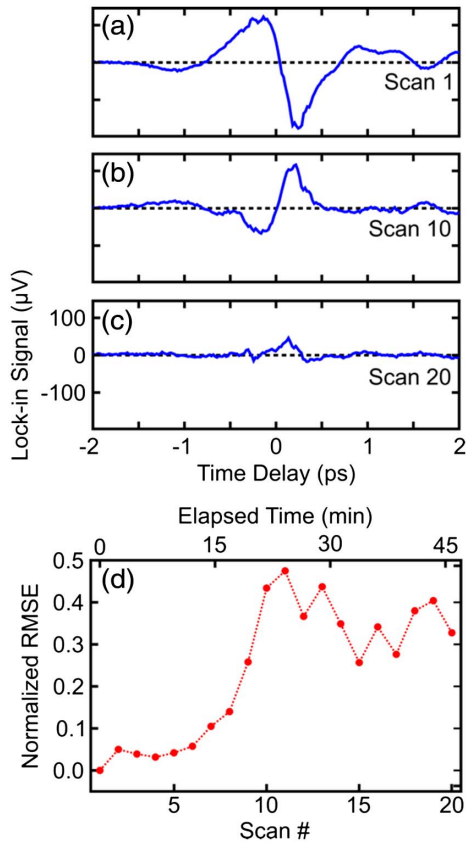 (a)
Scan 1
(b)
Scan 10
Lock-in Signal (µV)
100
0
-100
(c)
Scan 20
-2 -1 0 1 2
Time Delay (ps)
Elapsed Time (min)
0 15 30 45
(d)
Normalized RMSE
0.5
0.4
0.3
0.2
0.1
0.0
5 10 15 20
Scan #